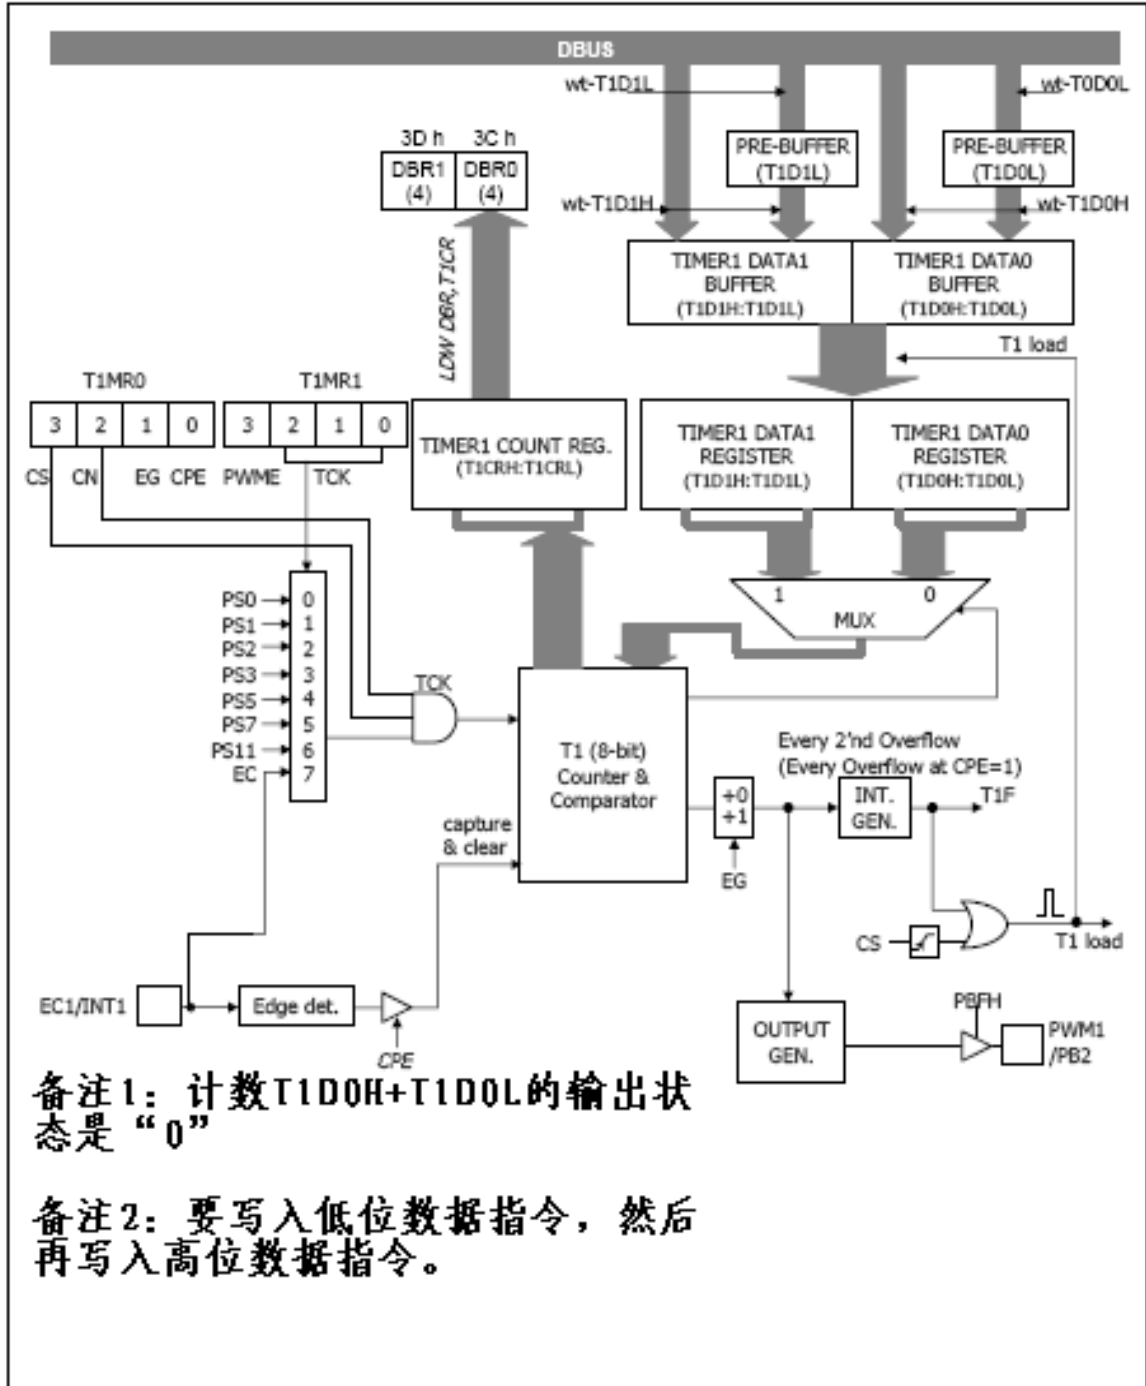 DBUS
wt-T1D1L
wt-T0D0L
3D h
3C h
DBR1
(4)
DBR0
(4)
PRE-BUFFER
(T1D1L)
PRE-BUFFER
(T1D0L)
wt-T1D1H
wt-T1D0H
LDW DBR,T1CR
TIMER1 DATA1
BUFFER
(T1D1H:T1D1L)
TIMER1 DATA0
BUFFER
(T1D0H:T1D0L)
T1 load
T1MR0
T1MR1
3 2 1 0
3 2 1 0
CS CN EG CPE PWME TCK
TIMER1 COUNT REG.
(T1CRH:T1CRL)
TIMER1 DATA1
REGISTER
(T1D1H:T1D1L)
TIMER1 DATA0
REGISTER
(T1D0H:T1D0L)
1 0
MUX
PS0 0
PS1 1
PS2 2
PS3 3
PS5 4
PS7 5
PS11 6
EC 7
TCK
T1 (8-bit)
Counter &
Comparator
capture
& clear
Every 2'nd Overflow
(Every Overflow at CPE=1)
+0
+1
EG
INT.
GEN.
T1F
CS
T1 load
EC1/INT1
Edge det.
CPE
OUTPUT
GEN.
PBFH
PWM1
/PB2
备注1：计数T1D0H+T1D0L的输出状
态是“0”
备注2：要写入低位数据指令，然后
再写入高位数据指令。